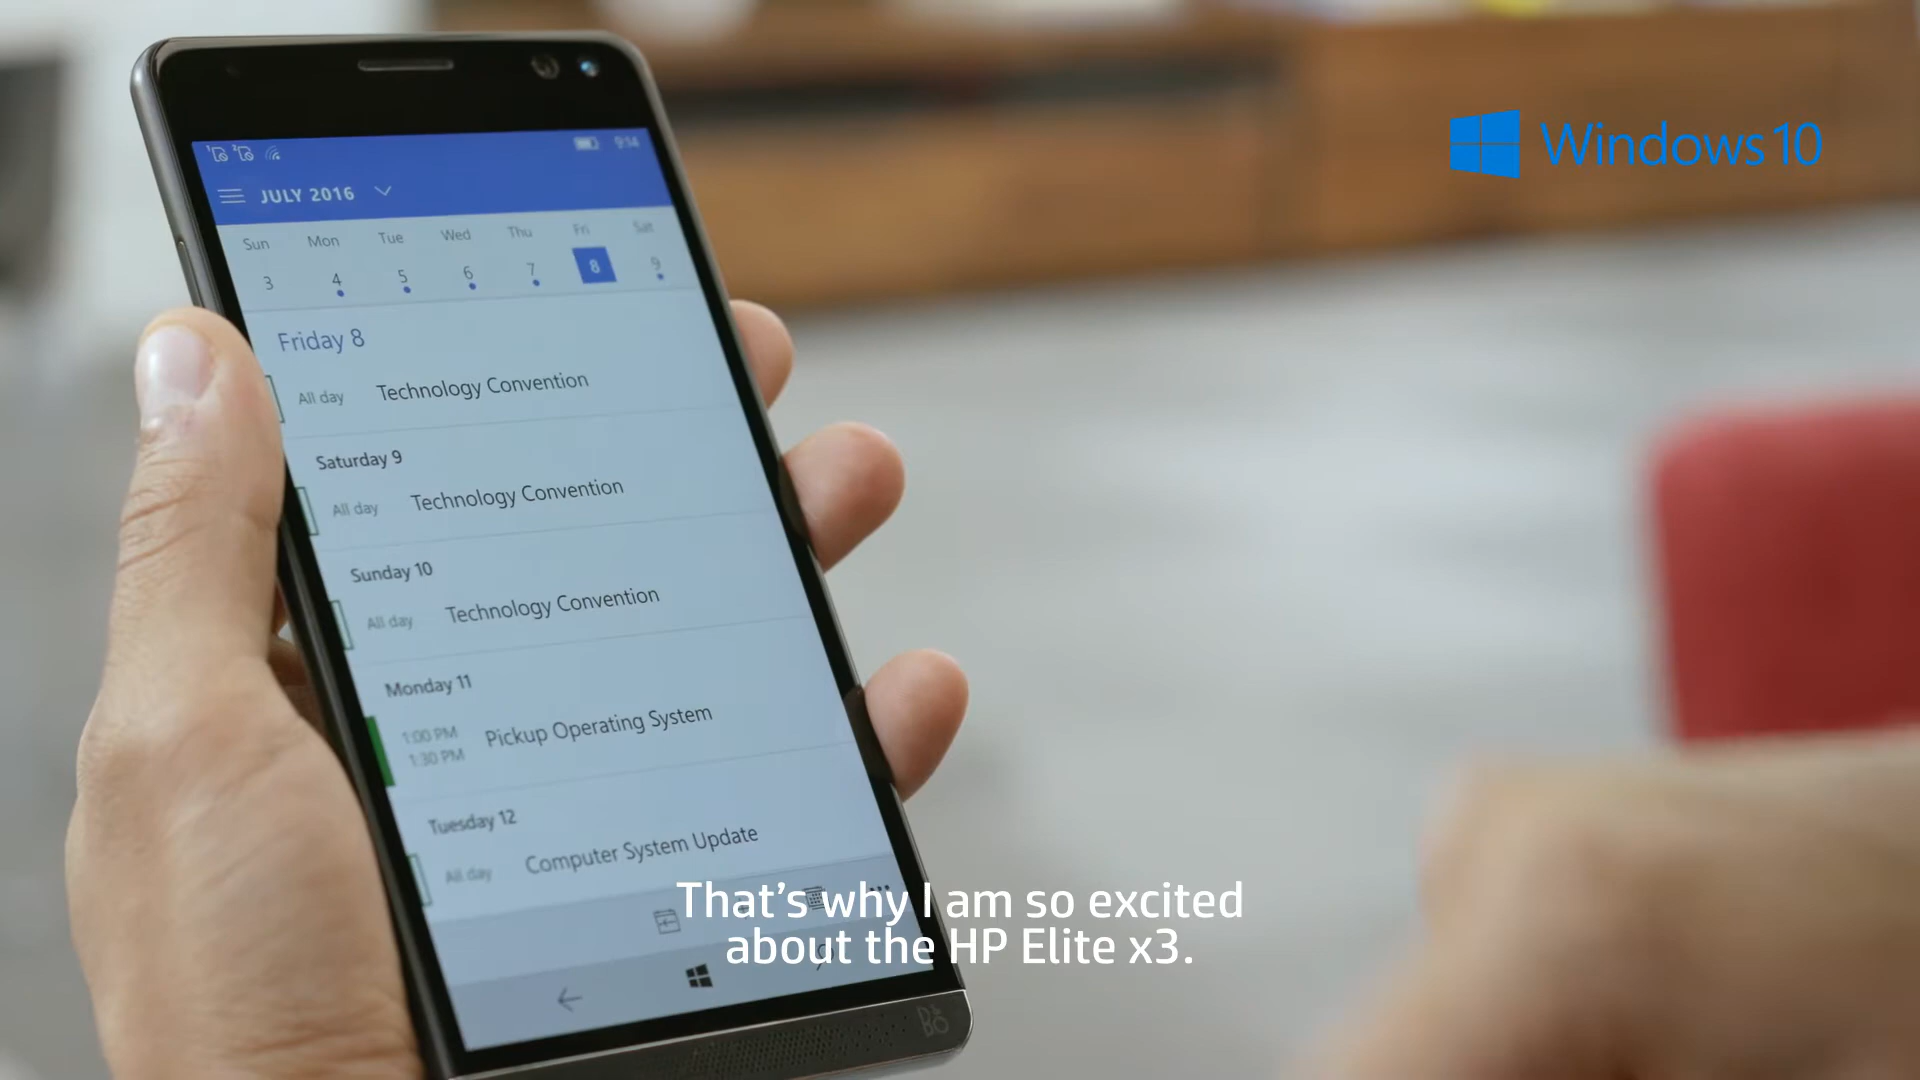 Windows 10
9:14
JULY 2016
Sun Mon Tue Wed Thu Fri Sat
3 4 5 6 7 8 9
Friday 8
All day Technology Convention
Saturday 9
All day Technology Convention
Sunday 10
All day Technology Convention
Monday 11
1:00 PM Pickup Operating System
1:30 PM
Tuesday 12
All day Computer System Update
That's why I am so excited
about the HP Elite x3.
B&O